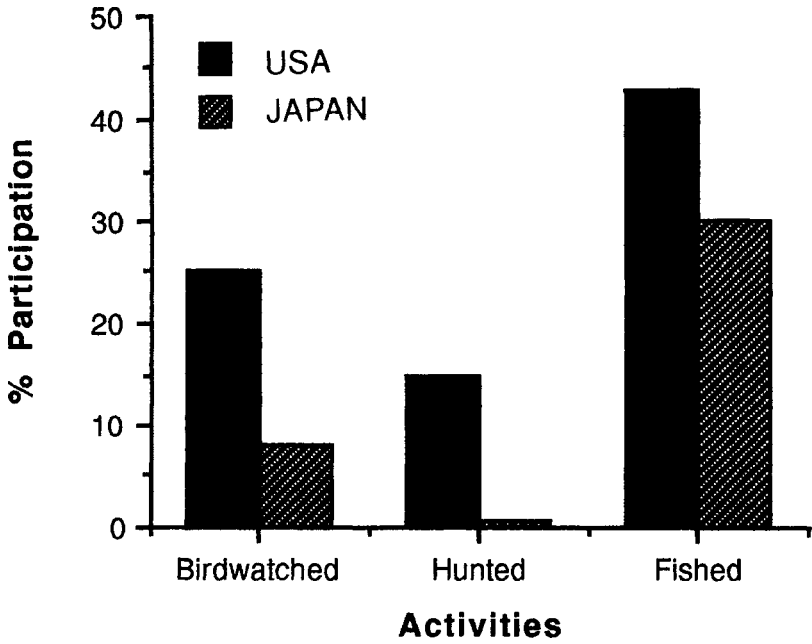 50
40
30
20
10
0
% Participation
USA
JAPAN
Birdwatched Hunted Fished
Activities